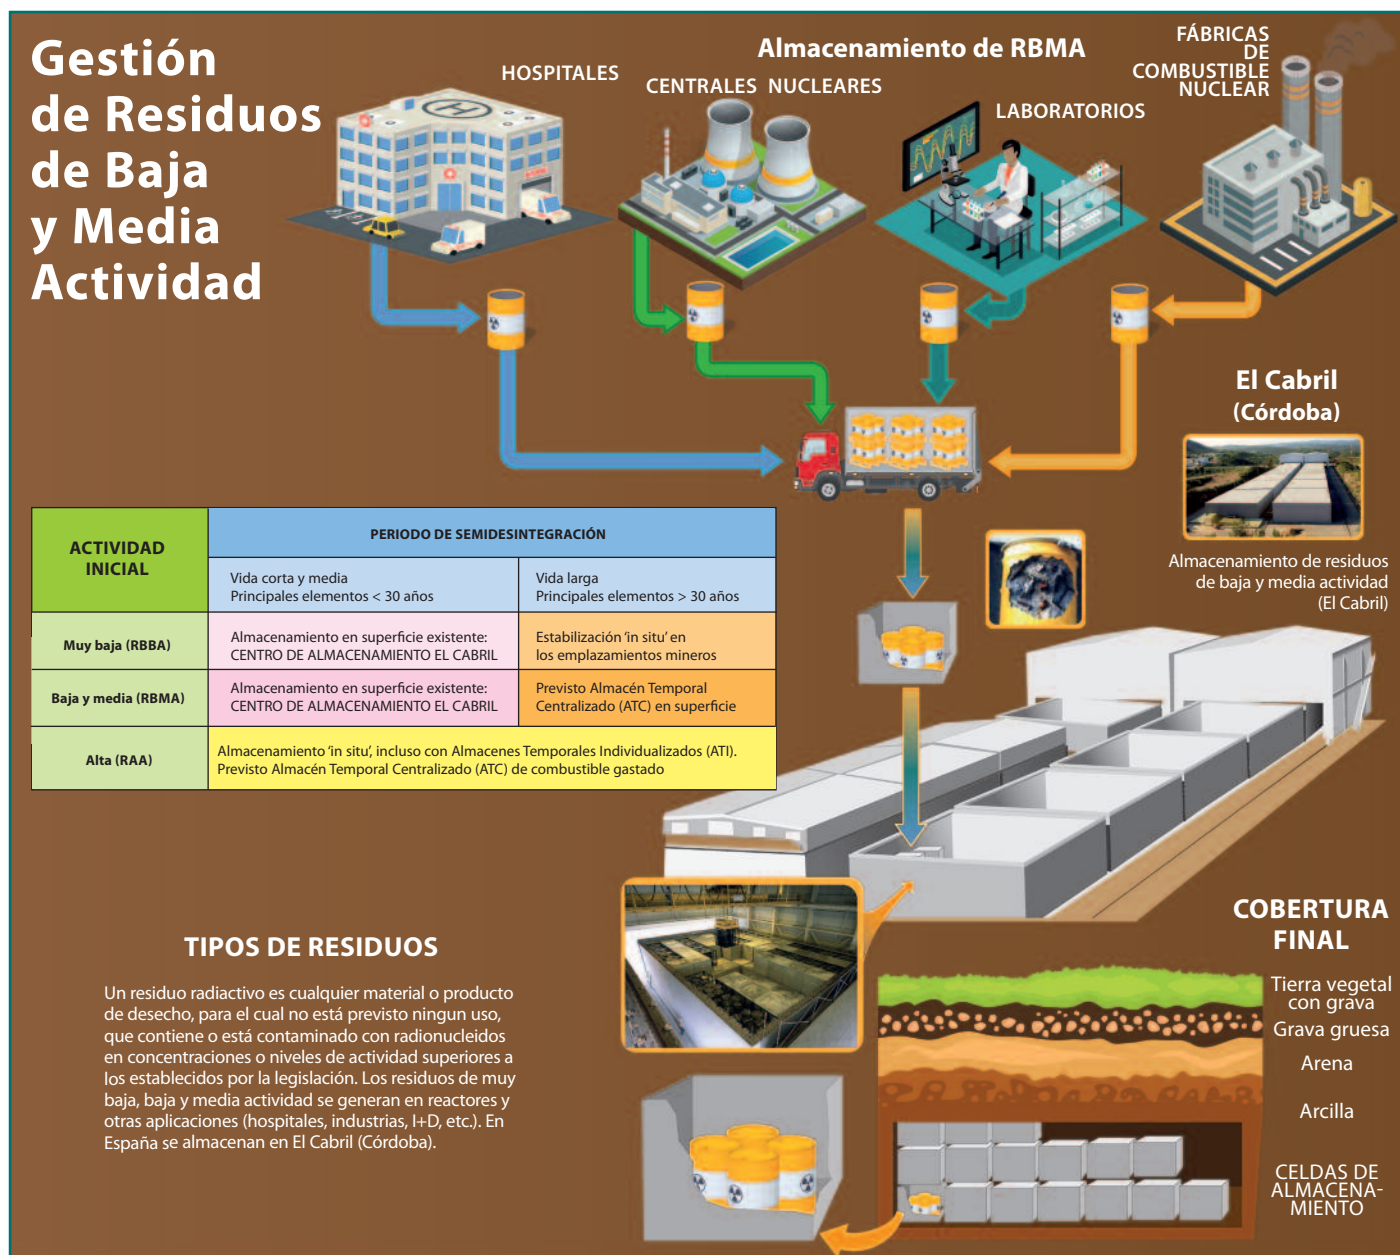 Gestión
de Residuos
de Baja
y Media
Actividad
Almacenamiento de RBMA
HOSPITALES
CENTRALES NUCLEARES
LABORATORIOS
FÁBRICAS
DE
COMBUSTIBLE
NUCLEAR
H
El Cabril
(Córdoba)
Almacenamiento de residuos
de baja y media actividad
(El Cabril)
ACTIVIDAD
INICIAL
PERIODO DE SEMIDESINTEGRACIÓN
Vida corta y media
Principales elementos < 30 años
Vida larga
Principales elementos > 30 años
Muy baja (RBBA)
Almacenamiento en superficie existente:
CENTRO DE ALMACENAMIENTO EL CABRIL
Estabilización ‘in situ’ en
los emplazamientos mineros
Baja y media (RBMA)
Almacenamiento en superficie existente:
CENTRO DE ALMACENAMIENTO EL CABRIL
Previsto Almacén Temporal
Centralizado (ATC) en superficie
Alta (RAA)
Almacenamiento ‘in situ’, incluso con Almacenes Temporales Individualizados (ATI).
Previsto Almacén Temporal Centralizado (ATC) de combustible gastado
TIPOS DE RESIDUOS
Un residuo radiactivo es cualquier material o producto
de desecho, para el cual no está previsto ningun uso,
que contiene o está contaminado con radionucleidos
en concentraciones o niveles de actividad superiores a
los establecidos por la legislación. Los residuos de muy
baja, baja y media actividad se generan en reactores y
otras aplicaciones (hospitales, industrias, I+D, etc.). En
España se almacenan en El Cabril (Córdoba).
COBERTURA
FINAL
Tierra vegetal
con grava
Grava gruesa
Arena
Arcilla
CELDAS DE
ALMACENA-
MIENTO